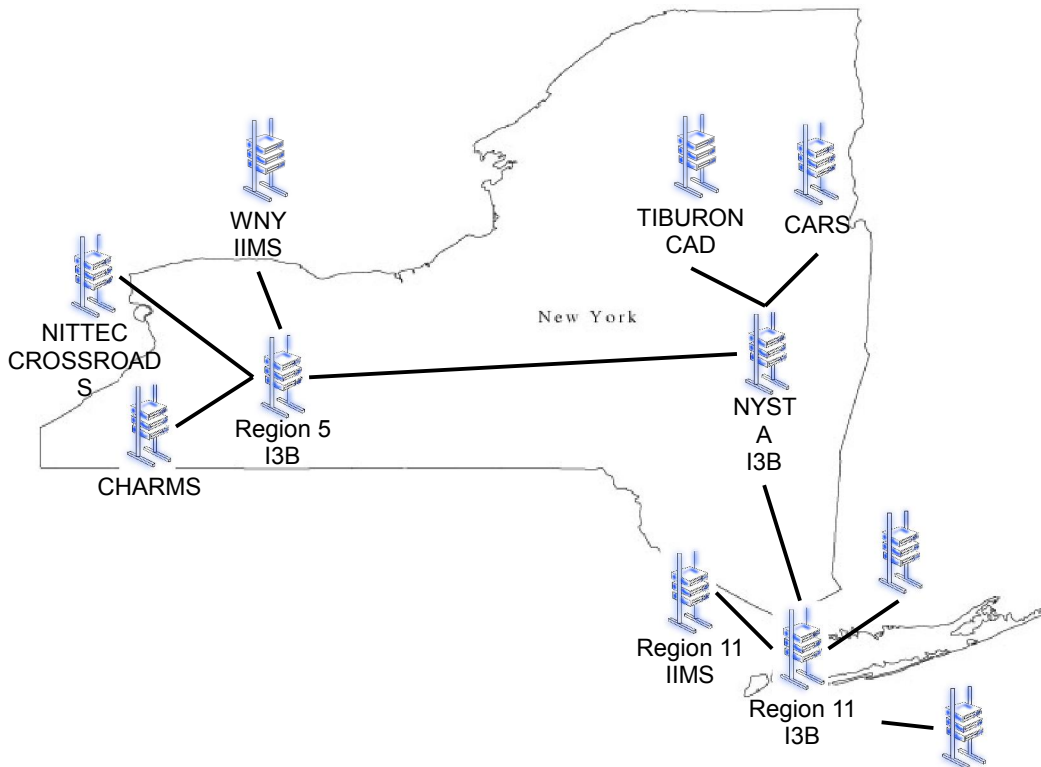 WNY
IIMS
TIBURON
CAD
CARS
NITTEC
CROSSROAD
S
New York
CHARMS
Region 5
I3B
NYST
A
I3B
Region 11
IIMS
Region 11
I3B